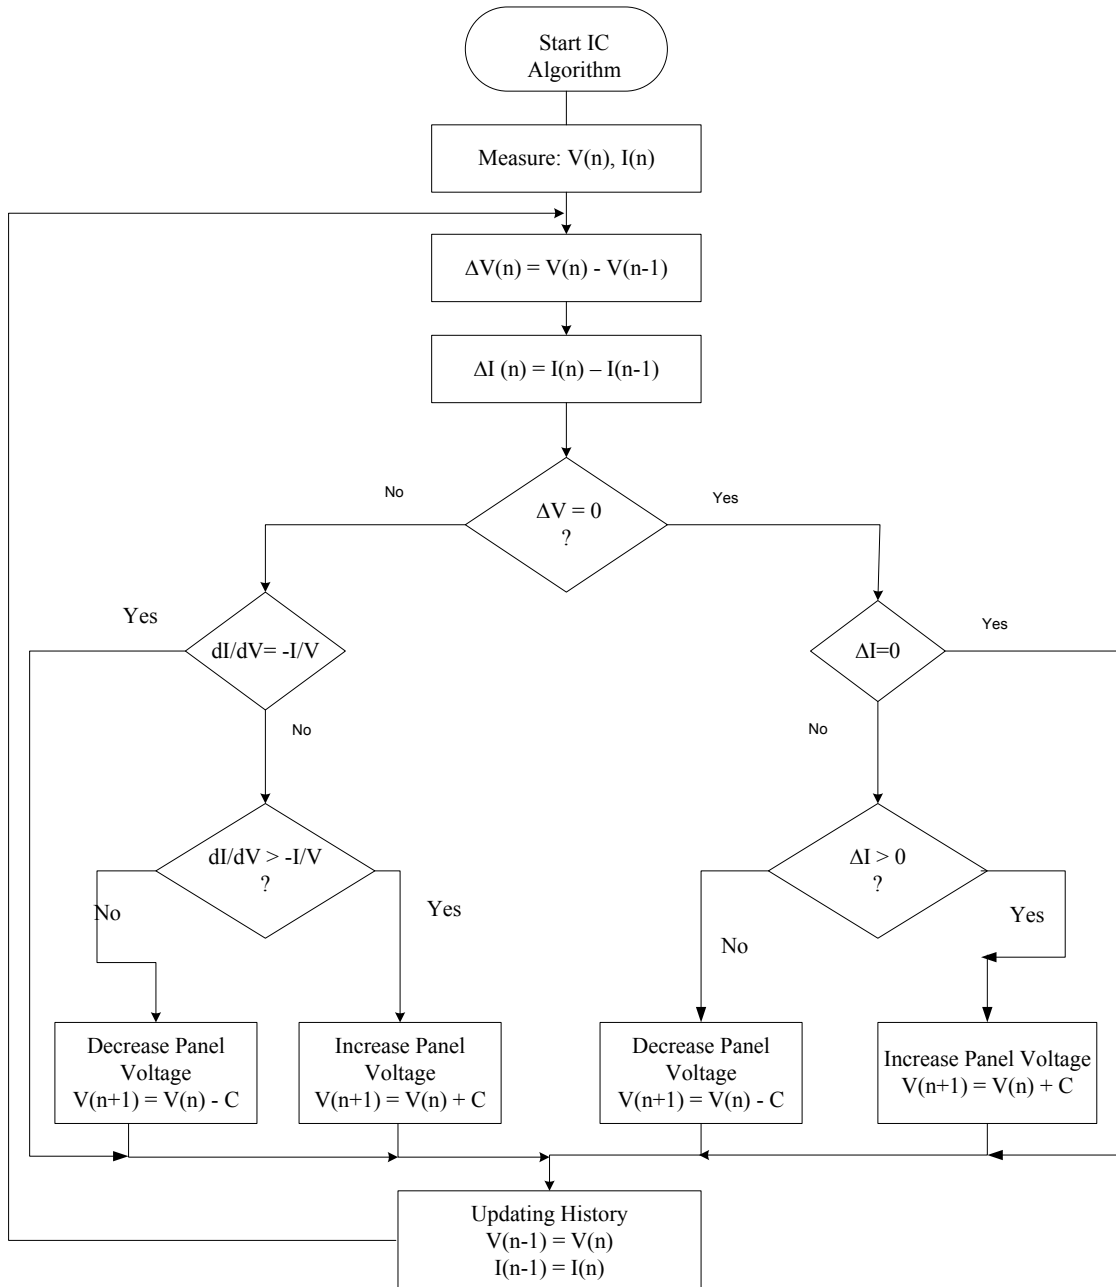 Start IC
Algorithm
Measure: V(n), I(n)
ΔV(n) = V(n) - V(n-1)
ΔI (n) = I(n) – I(n-1)
No
Yes
ΔV = 0
?
Yes
dI/dV= -I/V
No
ΔI=0
Yes
No
dI/dV > -I/V
?
No
Yes
ΔI > 0
?
No
Yes
Decrease Panel
Voltage
V(n+1) = V(n) - C
Increase Panel
Voltage
V(n+1) = V(n) + C
Decrease Panel
Voltage
V(n+1) = V(n) - C
Increase Panel Voltage
V(n+1) = V(n) + C
Updating History
V(n-1) = V(n)
I(n-1) = I(n)